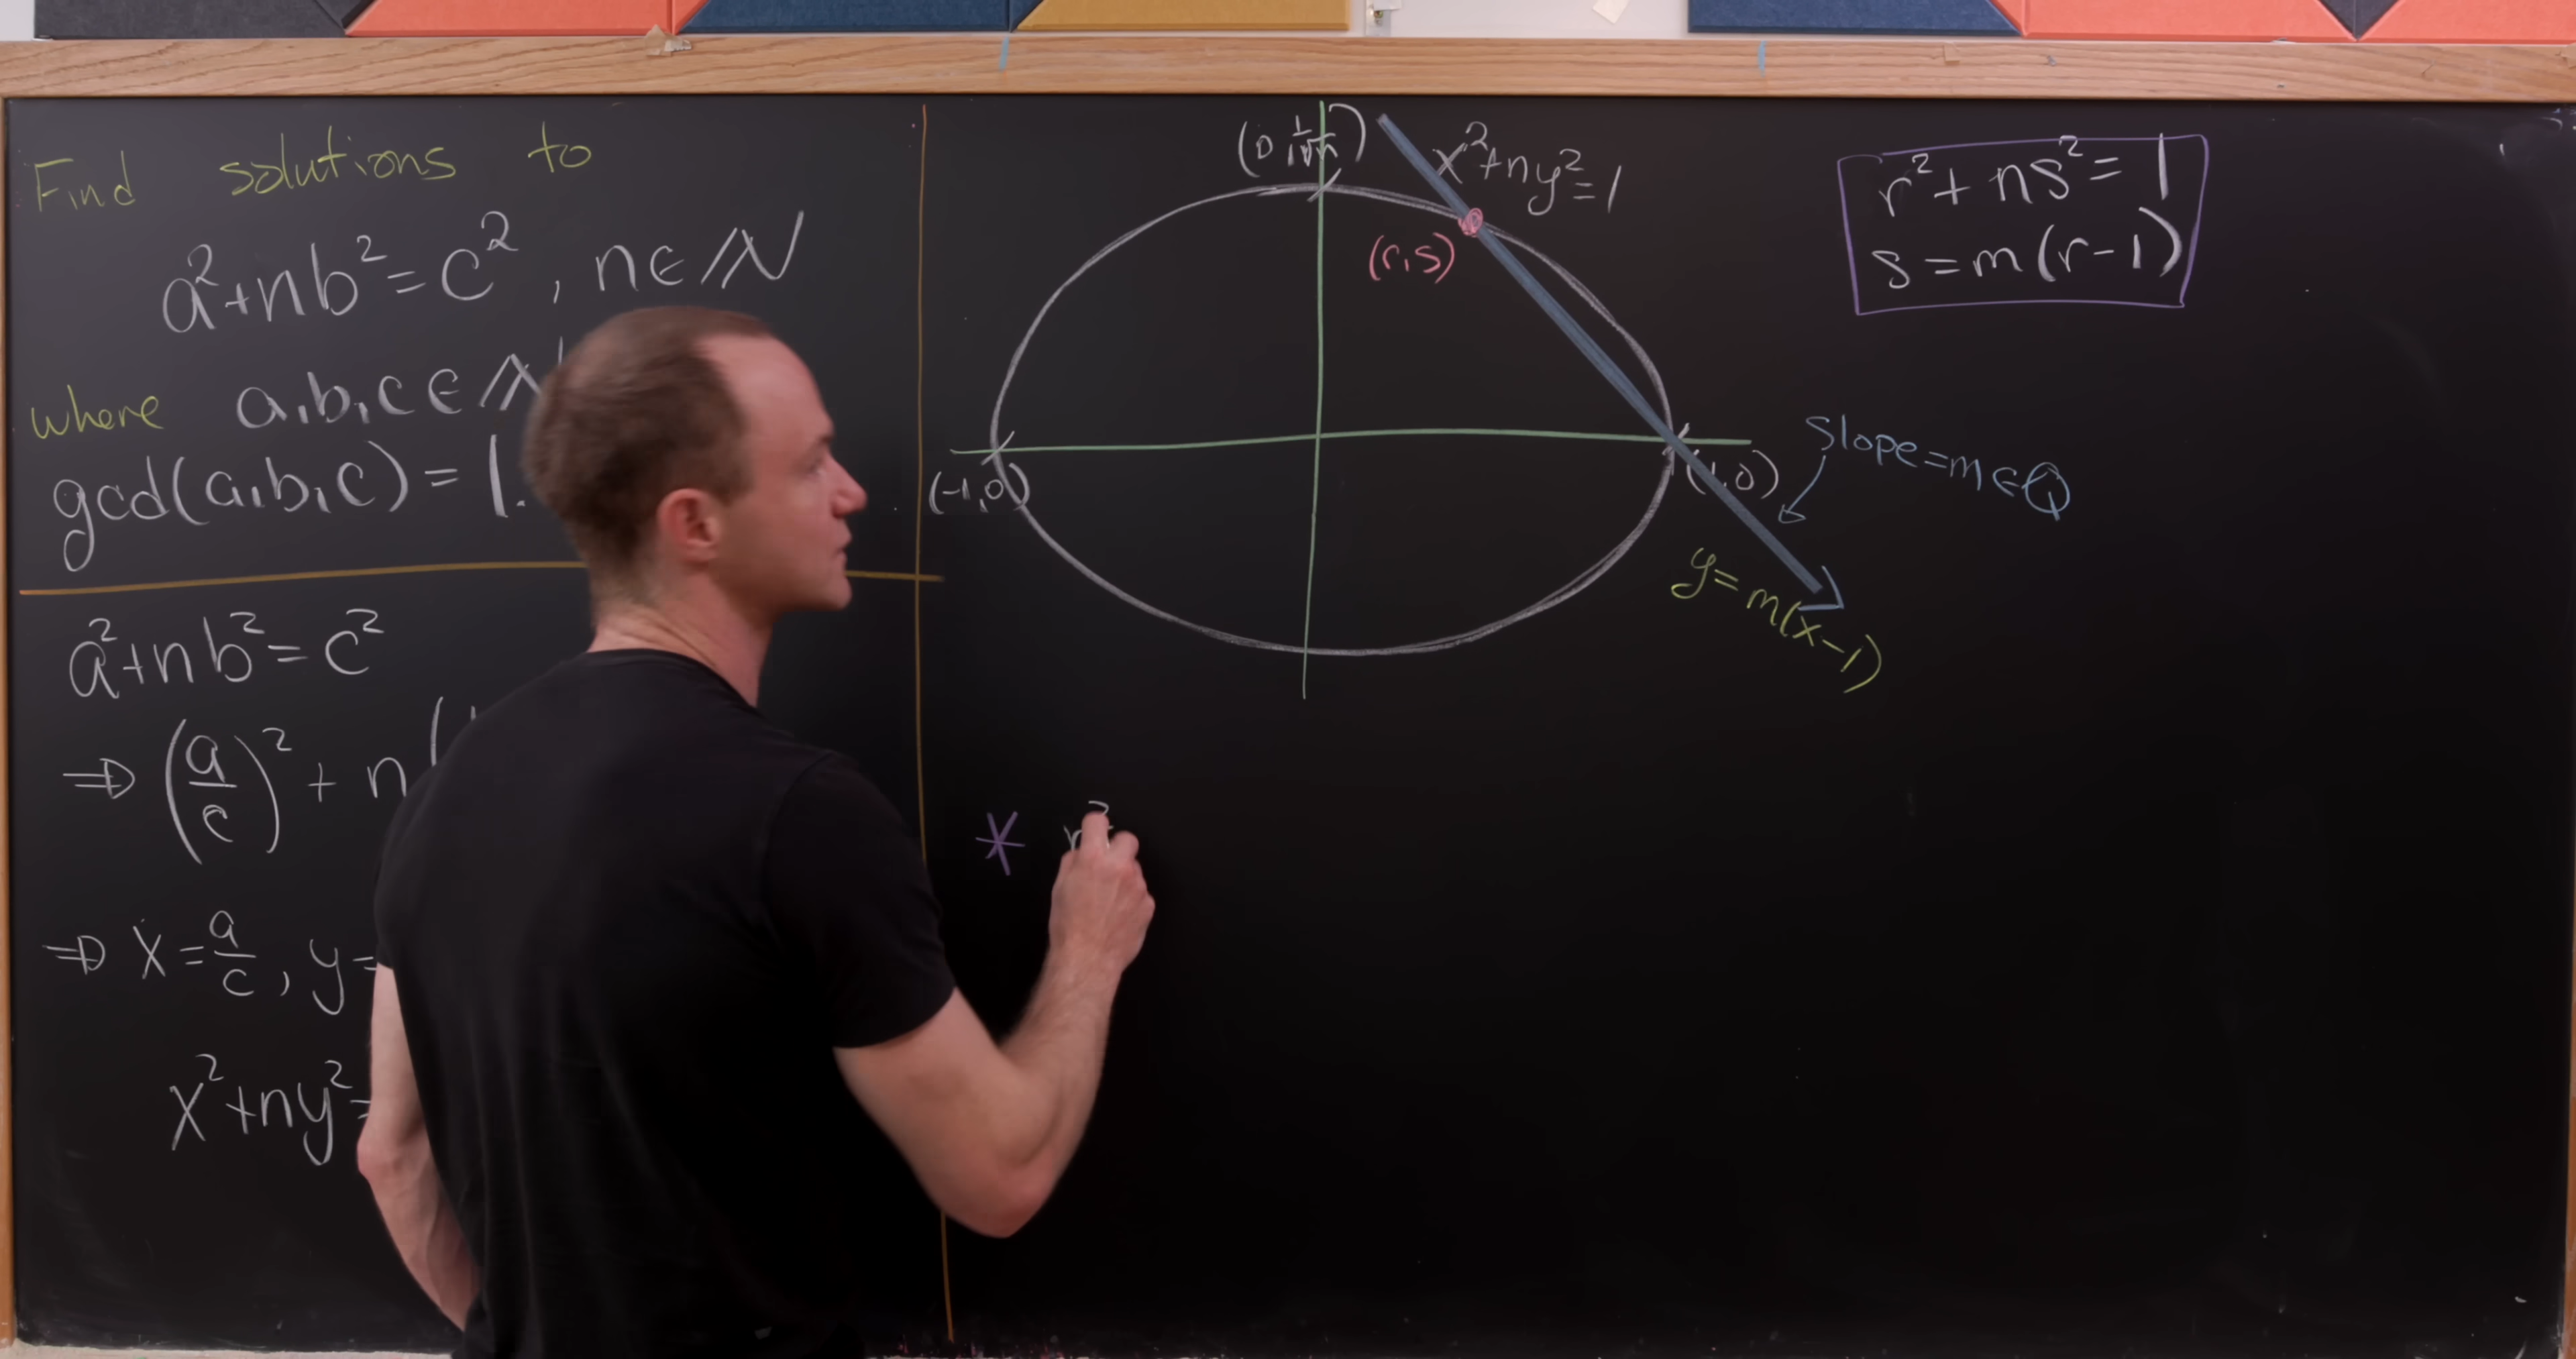 Find solutions to
a²+nb²=c², n∈ℕ
where a,b,c∈ℕ
gcd(a,b,c)=1.
a²+nb²=c²
⇒ (a/c)² + n(
⇒ x=a/c, y=
x²+ny²=
(0 1/√n)
x²+ny²=1
(r,s)
(-1,0)
(1,0)
slope=m∈ℚ
y=m(x-1)
r²+ns²=1
s=m(r-1)
* r²